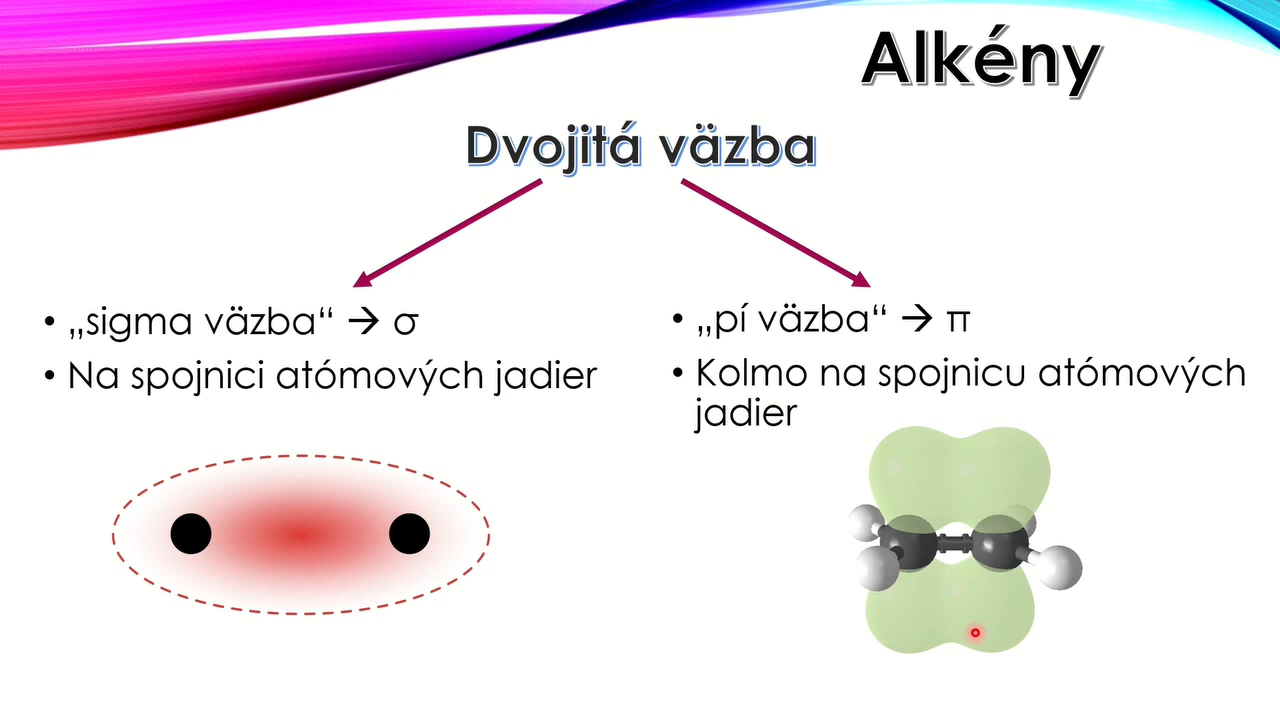 Alkény
Dvojitá väzba
• „sigma väzba“ → σ
• Na spojnici atómových jadier
• „pí väzba“ → π
• Kolmo na spojnicu atómových
jadier